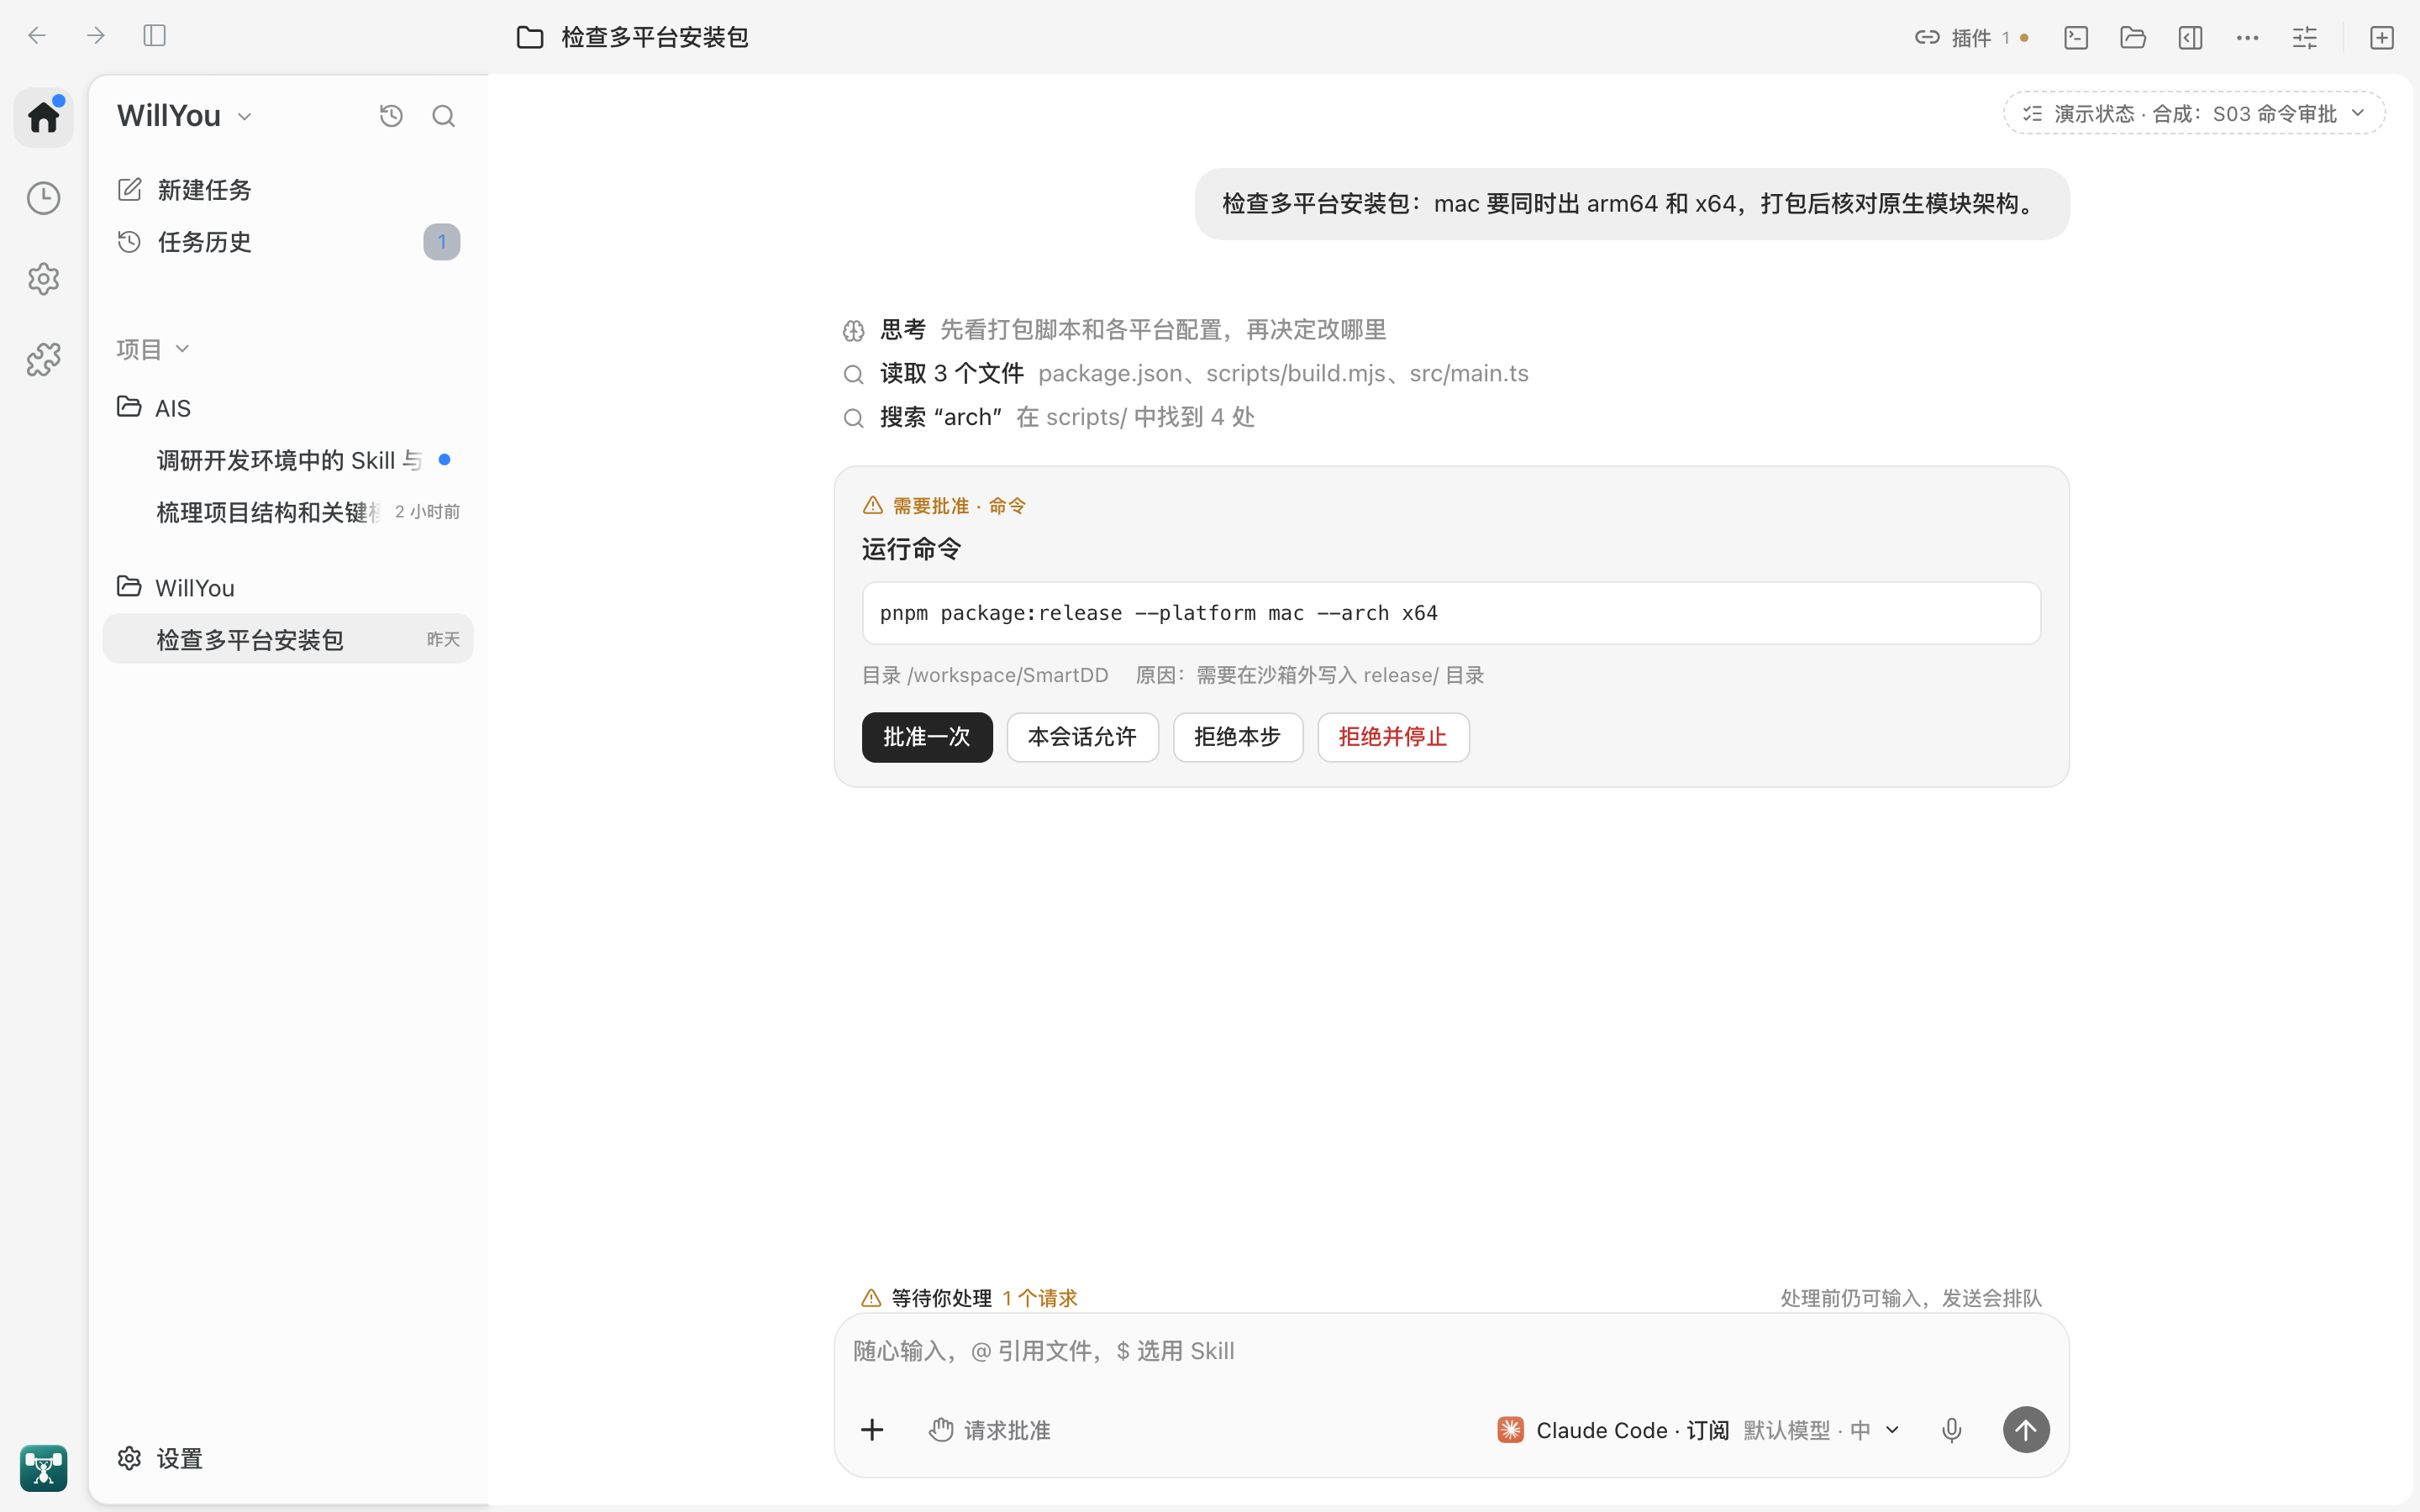 检查多平台安装包
插件 1
WillYou
演示状态 · 合成：S03 命令审批
新建任务
任务历史 1
项目
AIS
调研开发环境中的 Skill 与
梳理项目结构和关键 2 小时前
WillYou
检查多平台安装包 昨天
设置
检查多平台安装包：mac 要同时出 arm64 和 x64，打包后核对原生模块架构。
思考 先看打包脚本和各平台配置，再决定改哪里
读取 3 个文件 package.json、scripts/build.mjs、src/main.ts
搜索 “arch” 在 scripts/ 中找到 4 处
需要批准 · 命令
运行命令
pnpm package:release --platform mac --arch x64
目录 /workspace/SmartDD 原因：需要在沙箱外写入 release/ 目录
批准一次 本会话允许 拒绝本步 拒绝并停止
等待你处理 1 个请求 处理前仍可输入，发送会排队
随心输入，@ 引用文件，$ 选用 Skill
请求批准 Claude Code · 订阅 默认模型 · 中